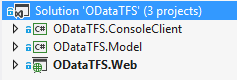 Solution 'ODataTFS' (3 projects)
C# ODataTFS.ConsoleClient
C# ODataTFS.Model
ODataTFS.Web